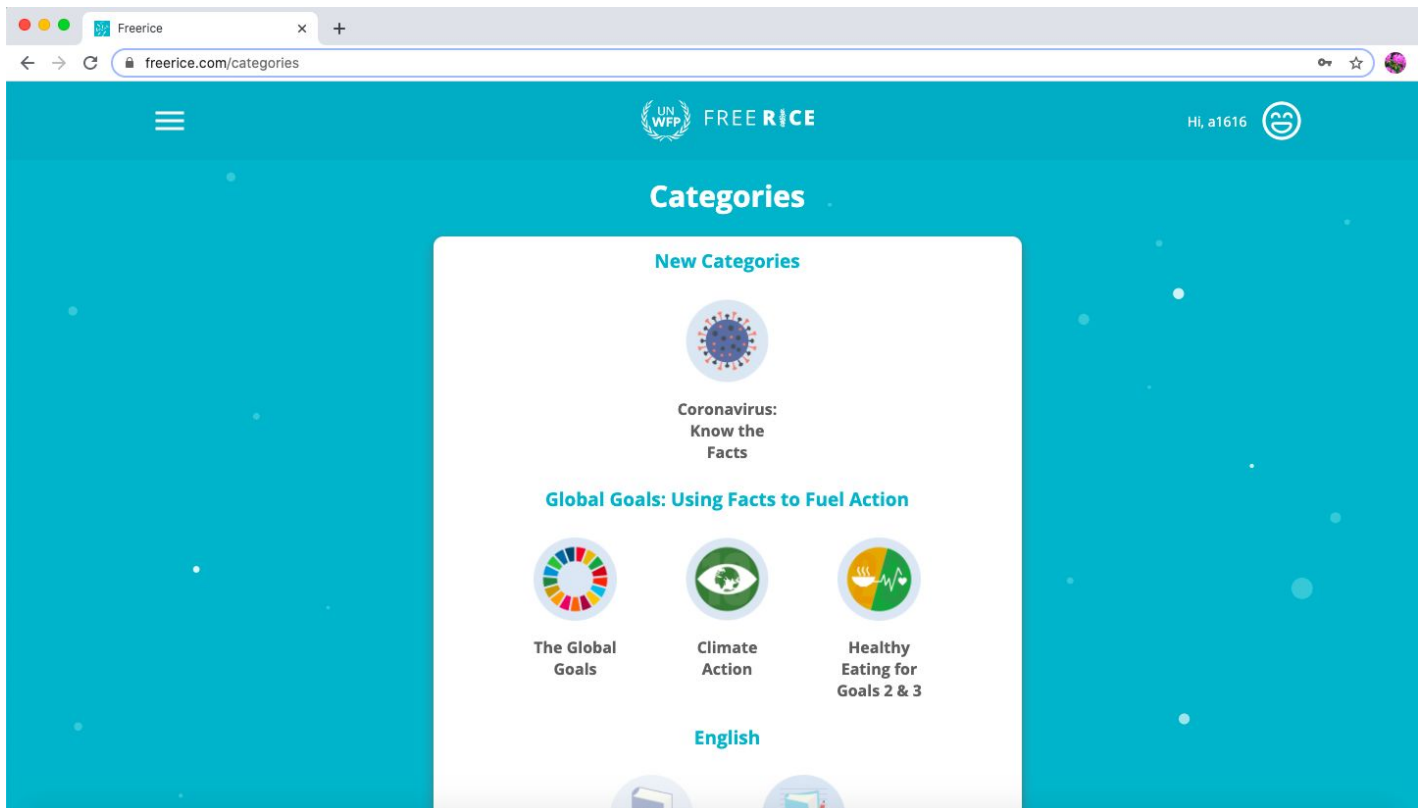 Freerice
freerice.com/categories
UN
WFP
FREE RICE
Hi, a1616
Categories
New Categories
Coronavirus:
Know the
Facts
Global Goals: Using Facts to Fuel Action
The Global
Goals
Climate
Action
Healthy
Eating for
Goals 2 & 3
English